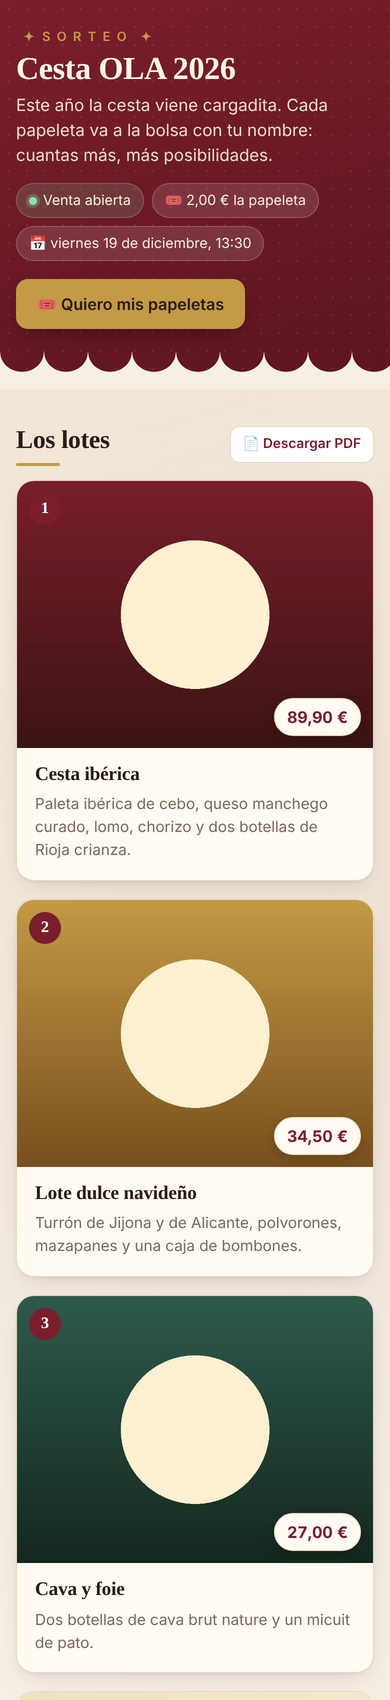 ✦ SORTEO ✦
Cesta OLA 2026
Este año la cesta viene cargadita. Cada
papeleta va a la bolsa con tu nombre:
cuantas más, más posibilidades.
Venta abierta
🎟️ 2,00 € la papeleta
📅 viernes 19 de diciembre, 13:30
🎟️ Quiero mis papeletas
Los lotes
📄 Descargar PDF
1
89,90 €
Cesta ibérica
Paleta ibérica de cebo, queso manchego
curado, lomo, chorizo y dos botellas de
Rioja crianza.
2
34,50 €
Lote dulce navideño
Turrón de Jijona y de Alicante, polvorones,
mazapanes y una caja de bombones.
3
27,00 €
Cava y foie
Dos botellas de cava brut nature y un micuit
de pato.